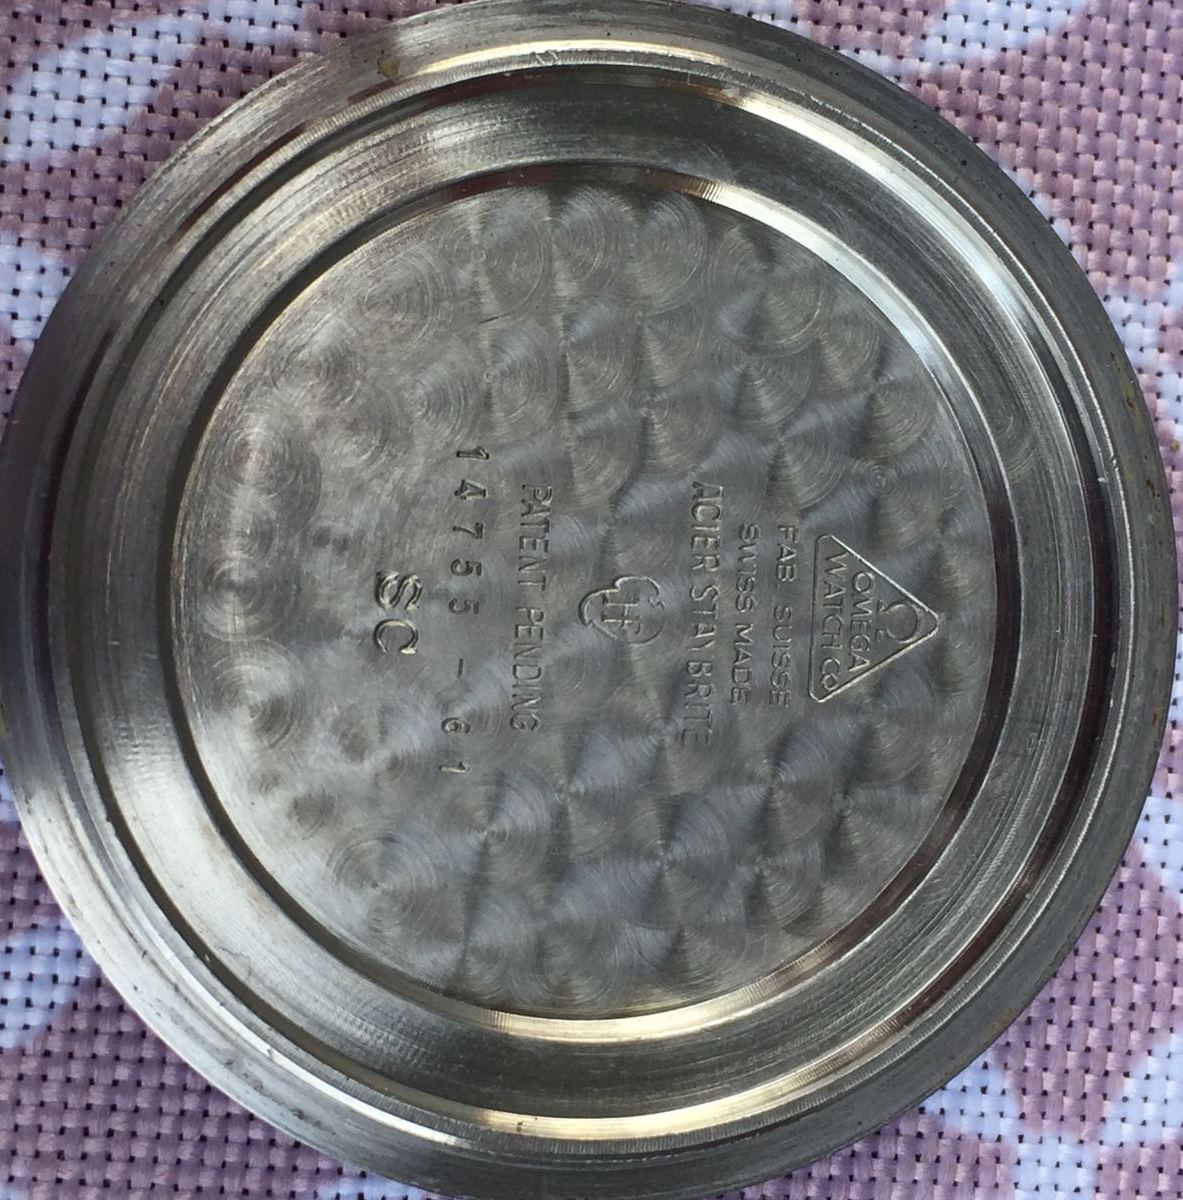 Ω
OMEGA
WATCH Co
FAB SUISSE
SWISS MADE
ACIER STAYBRITE
PATENT PENDING
14755-61
SC